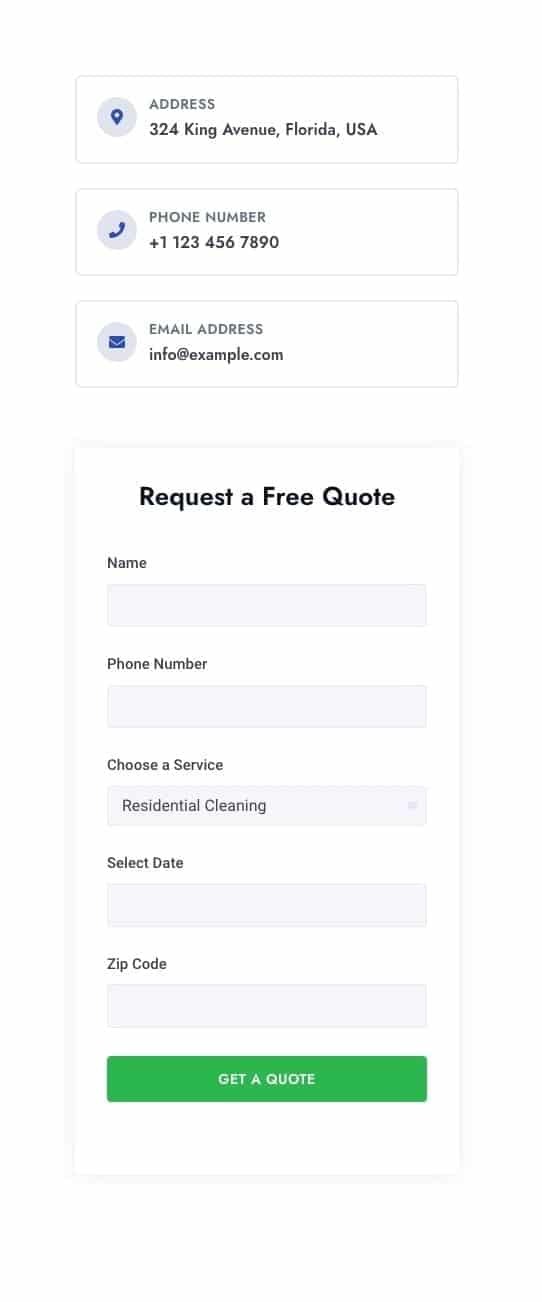 ADDRESS
324 King Avenue, Florida, USA
PHONE NUMBER
+1 123 456 7890
EMAIL ADDRESS
info@example.com
Request a Free Quote
Name
Phone Number
Choose a Service
Residential Cleaning
Select Date
Zip Code
GET A QUOTE